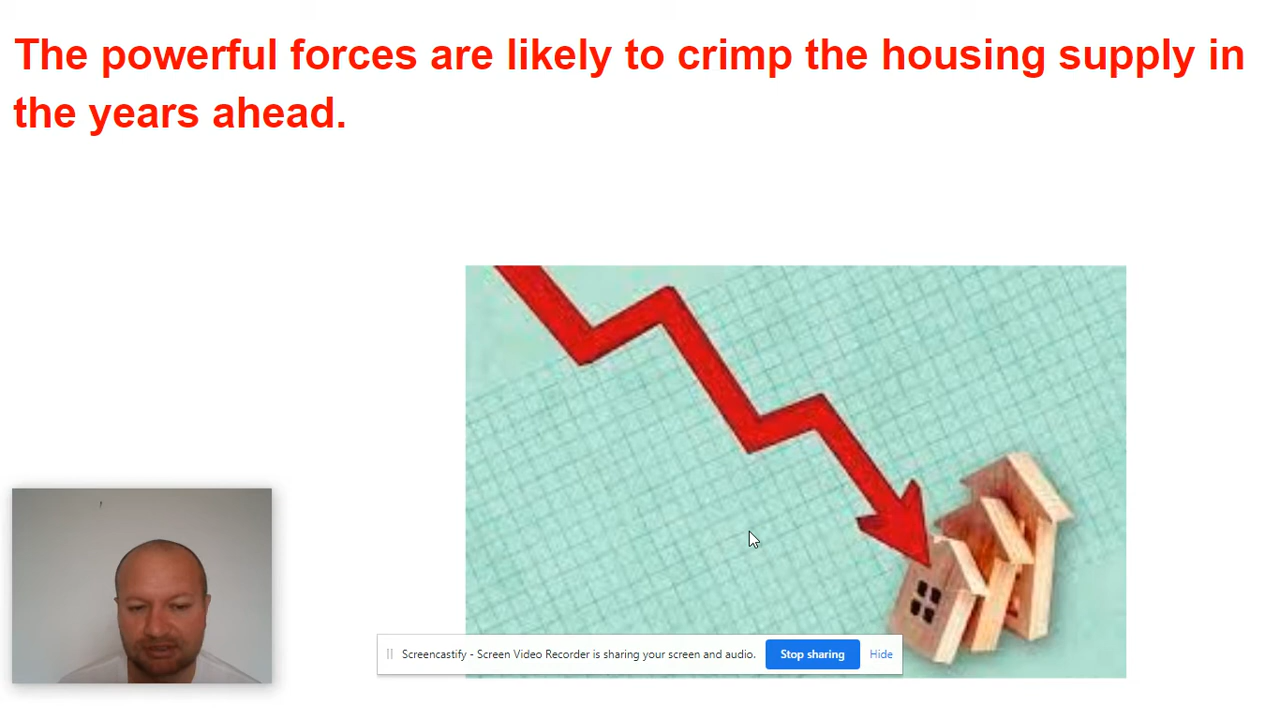 The powerful forces are likely to crimp the housing supply in
the years ahead.
Screencastify - Screen Video Recorder is sharing your screen and audio. Stop sharing Hide